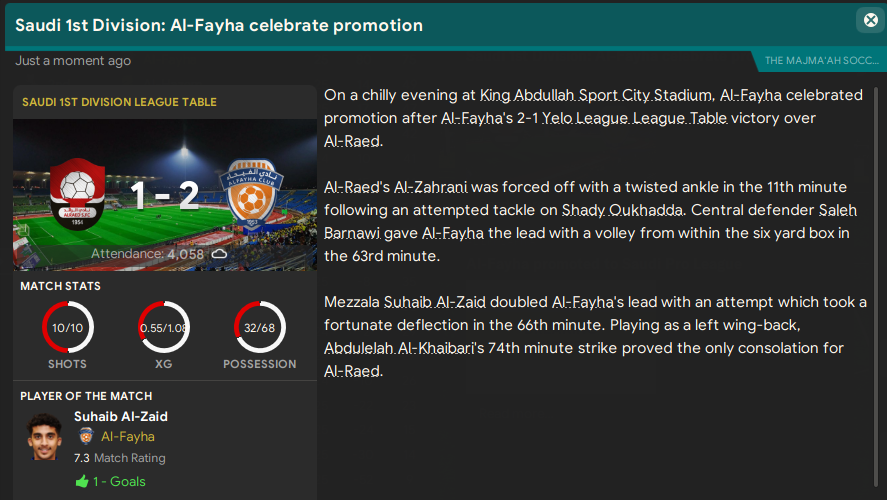 Saudi 1st Division: Al-Fayha celebrate promotion
Just a moment ago
THE MAJMA'AH SOCC...
SAUDI 1ST DIVISION LEAGUE TABLE
1 - 2
ALRAED S.FC
1954
نادي الفيحاء
ALFAYHA CLUB
1953
Attendance: 4,058
MATCH STATS
10/10
0.55/1.08
32/68
SHOTS
XG
POSSESSION
PLAYER OF THE MATCH
Suhaib Al-Zaid
Al-Fayha
7.3 Match Rating
1 - Goals
On a chilly evening at King Abdullah Sport City Stadium, Al-Fayha celebrated
promotion after Al-Fayha's 2-1 Yelo League League Table victory over
Al-Raed.
Al-Raed's Al-Zahrani was forced off with a twisted ankle in the 11th minute
following an attempted tackle on Shady Oukhadda. Central defender Saleh
Barnawi gave Al-Fayha the lead with a volley from within the six yard box in
the 63rd minute.
Mezzala Suhaib Al-Zaid doubled Al-Fayha's lead with an attempt which took a
fortunate deflection in the 66th minute. Playing as a left wing-back,
Abdulelah Al-Khaibari's 74th minute strike proved the only consolation for
Al-Raed.